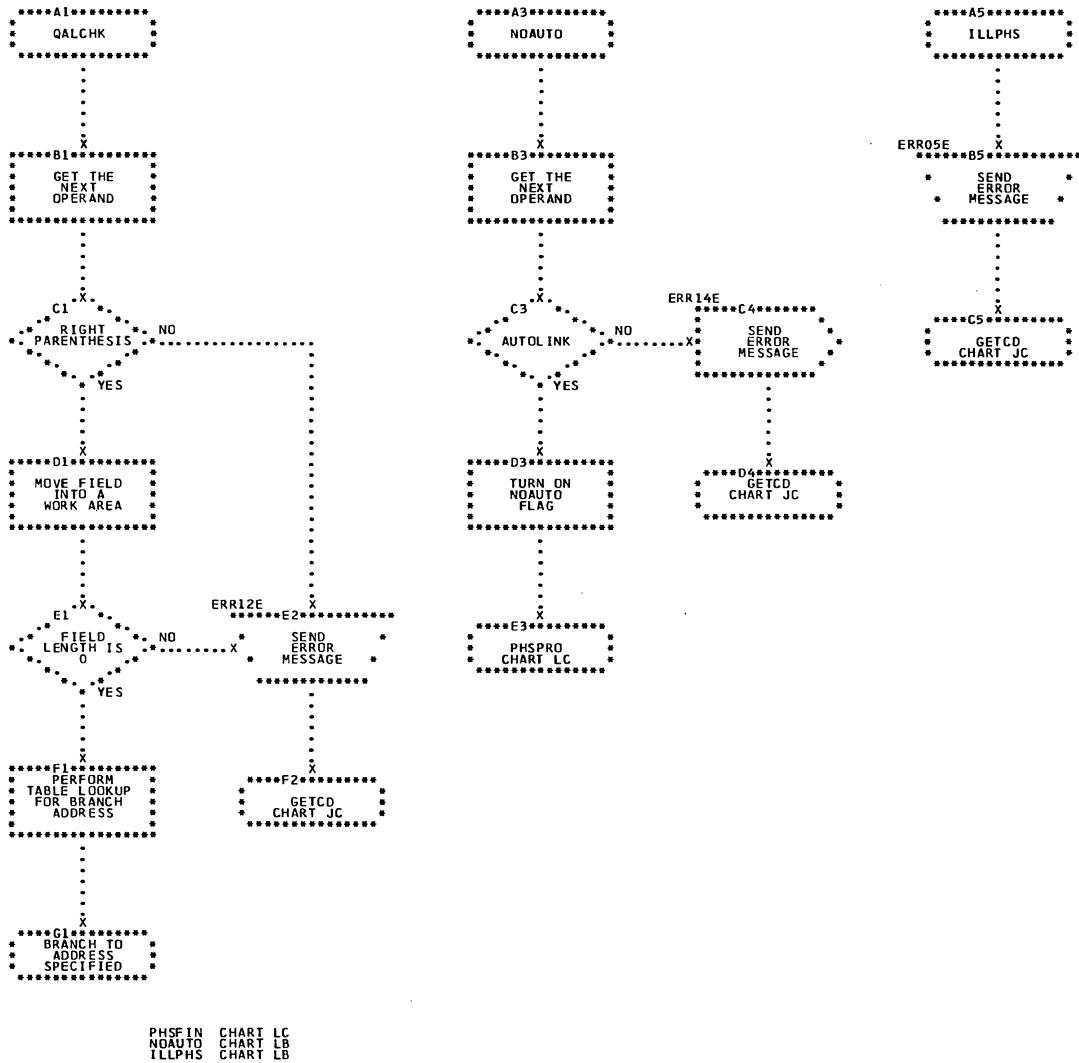 A1
QALCHK
B1
GET THE
NEXT
OPERAND
C1
RIGHT
PARENTHESIS
NO
YES
D1
MOVE FIELD
INTO A
WORK AREA
E1
FIELD
LENGTH IS
0
NO
YES
ERR12E
E2
SEND
ERROR
MESSAGE
F1
PERFORM
TABLE LOOKUP
FOR BRANCH
ADDRESS
F2
GETCD
CHART JC
G1
BRANCH TO
ADDRESS
SPECIFIED
A3
NOAUTO
B3
GET THE
NEXT
OPERAND
C3
AUTOLINK
NO
YES
ERR14E
C4
SEND
ERROR
MESSAGE
D3
TURN ON
NOAUTO
FLAG
D4
GETCD
CHART JC
E3
PHSPRO
CHART LC
A5
ILLPHS
ERR05E
B5
SEND
ERROR
MESSAGE
C5
GETCD
CHART JC
PHSFIN CHART LC
NOAUTO CHART LB
ILLPHS CHART LB